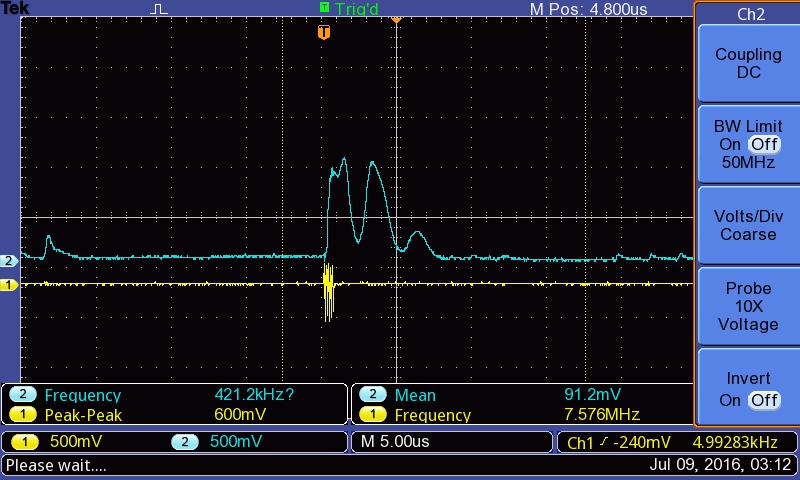 Tek T Trig'd M Pos: 4.800us Ch2
T
Coupling
DC
BW Limit
On Off
50MHz
Volts/Div
Coarse
2
1
Probe
10X
Voltage
Invert
On Off
2 Frequency 421.2kHz? 2 Mean 91.2mV
1 Peak-Peak 600mV 1 Frequency 7.576MHz
1 500mV 2 500mV M 5.00us Ch1 -240mV 4.99283kHz
Please wait.... Jul 09, 2016, 03:12